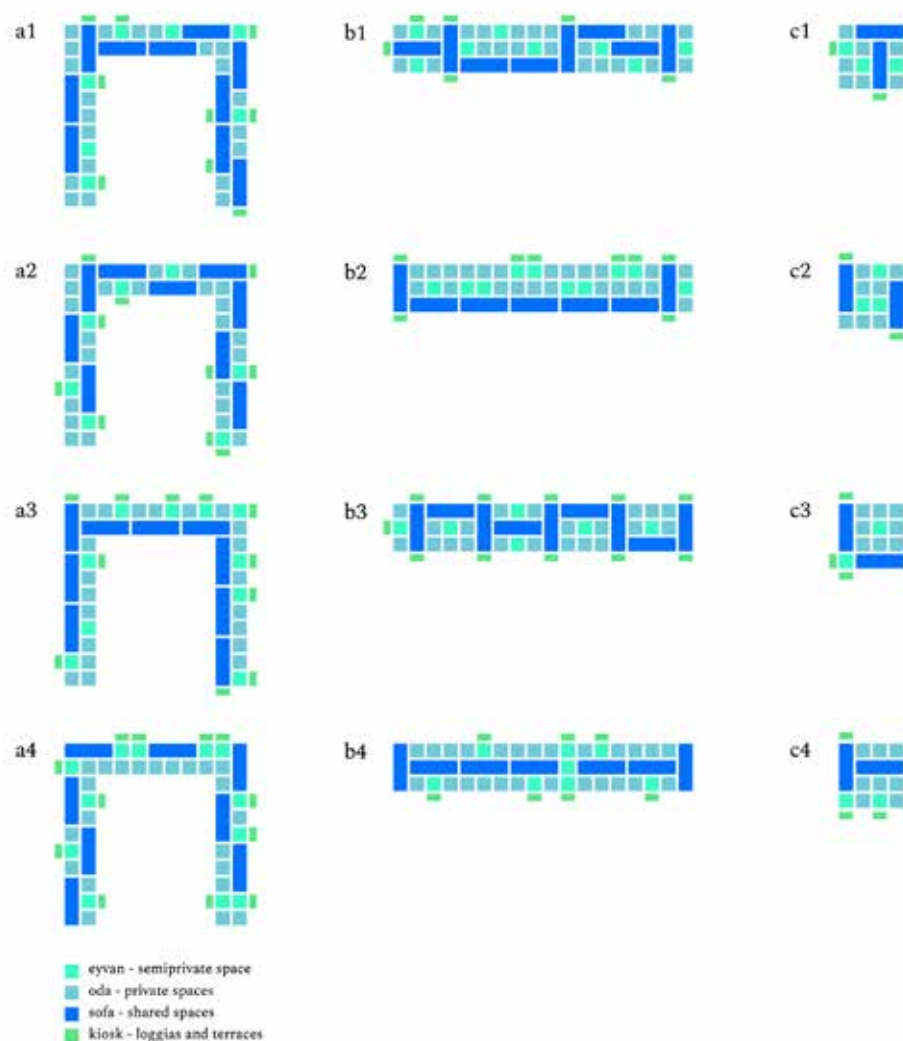 a1 b1 c1
a2 b2 c2
a3 b3 c3
a4 b4 c4
eyvan - semiprivate space
oda - private spaces
sofa - shared spaces
kiosk - loggias and terraces